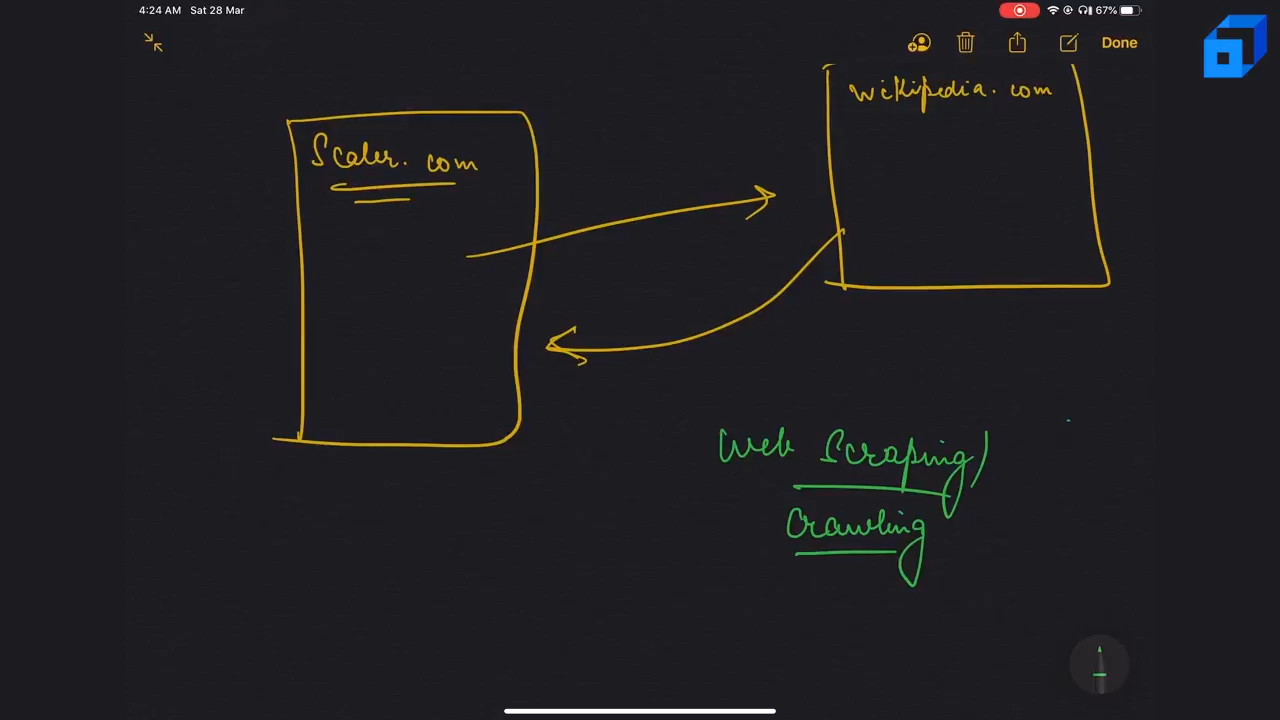 4:24 AM Sat 28 Mar
67%
Done
Wikipedia. com
Scaler. com
Web Scraping/
Crawling